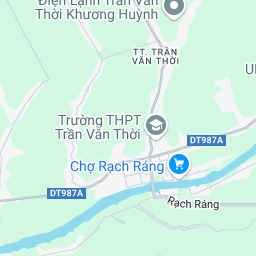 Điện Lạnh Trần Văn
Thời Khương Huỳnh
TT. TRẦN
VĂN THỜI
Trường THPT
Trần Văn Thời
DT987A
Chợ Rạch Ráng
DT987A
Rạch Ráng